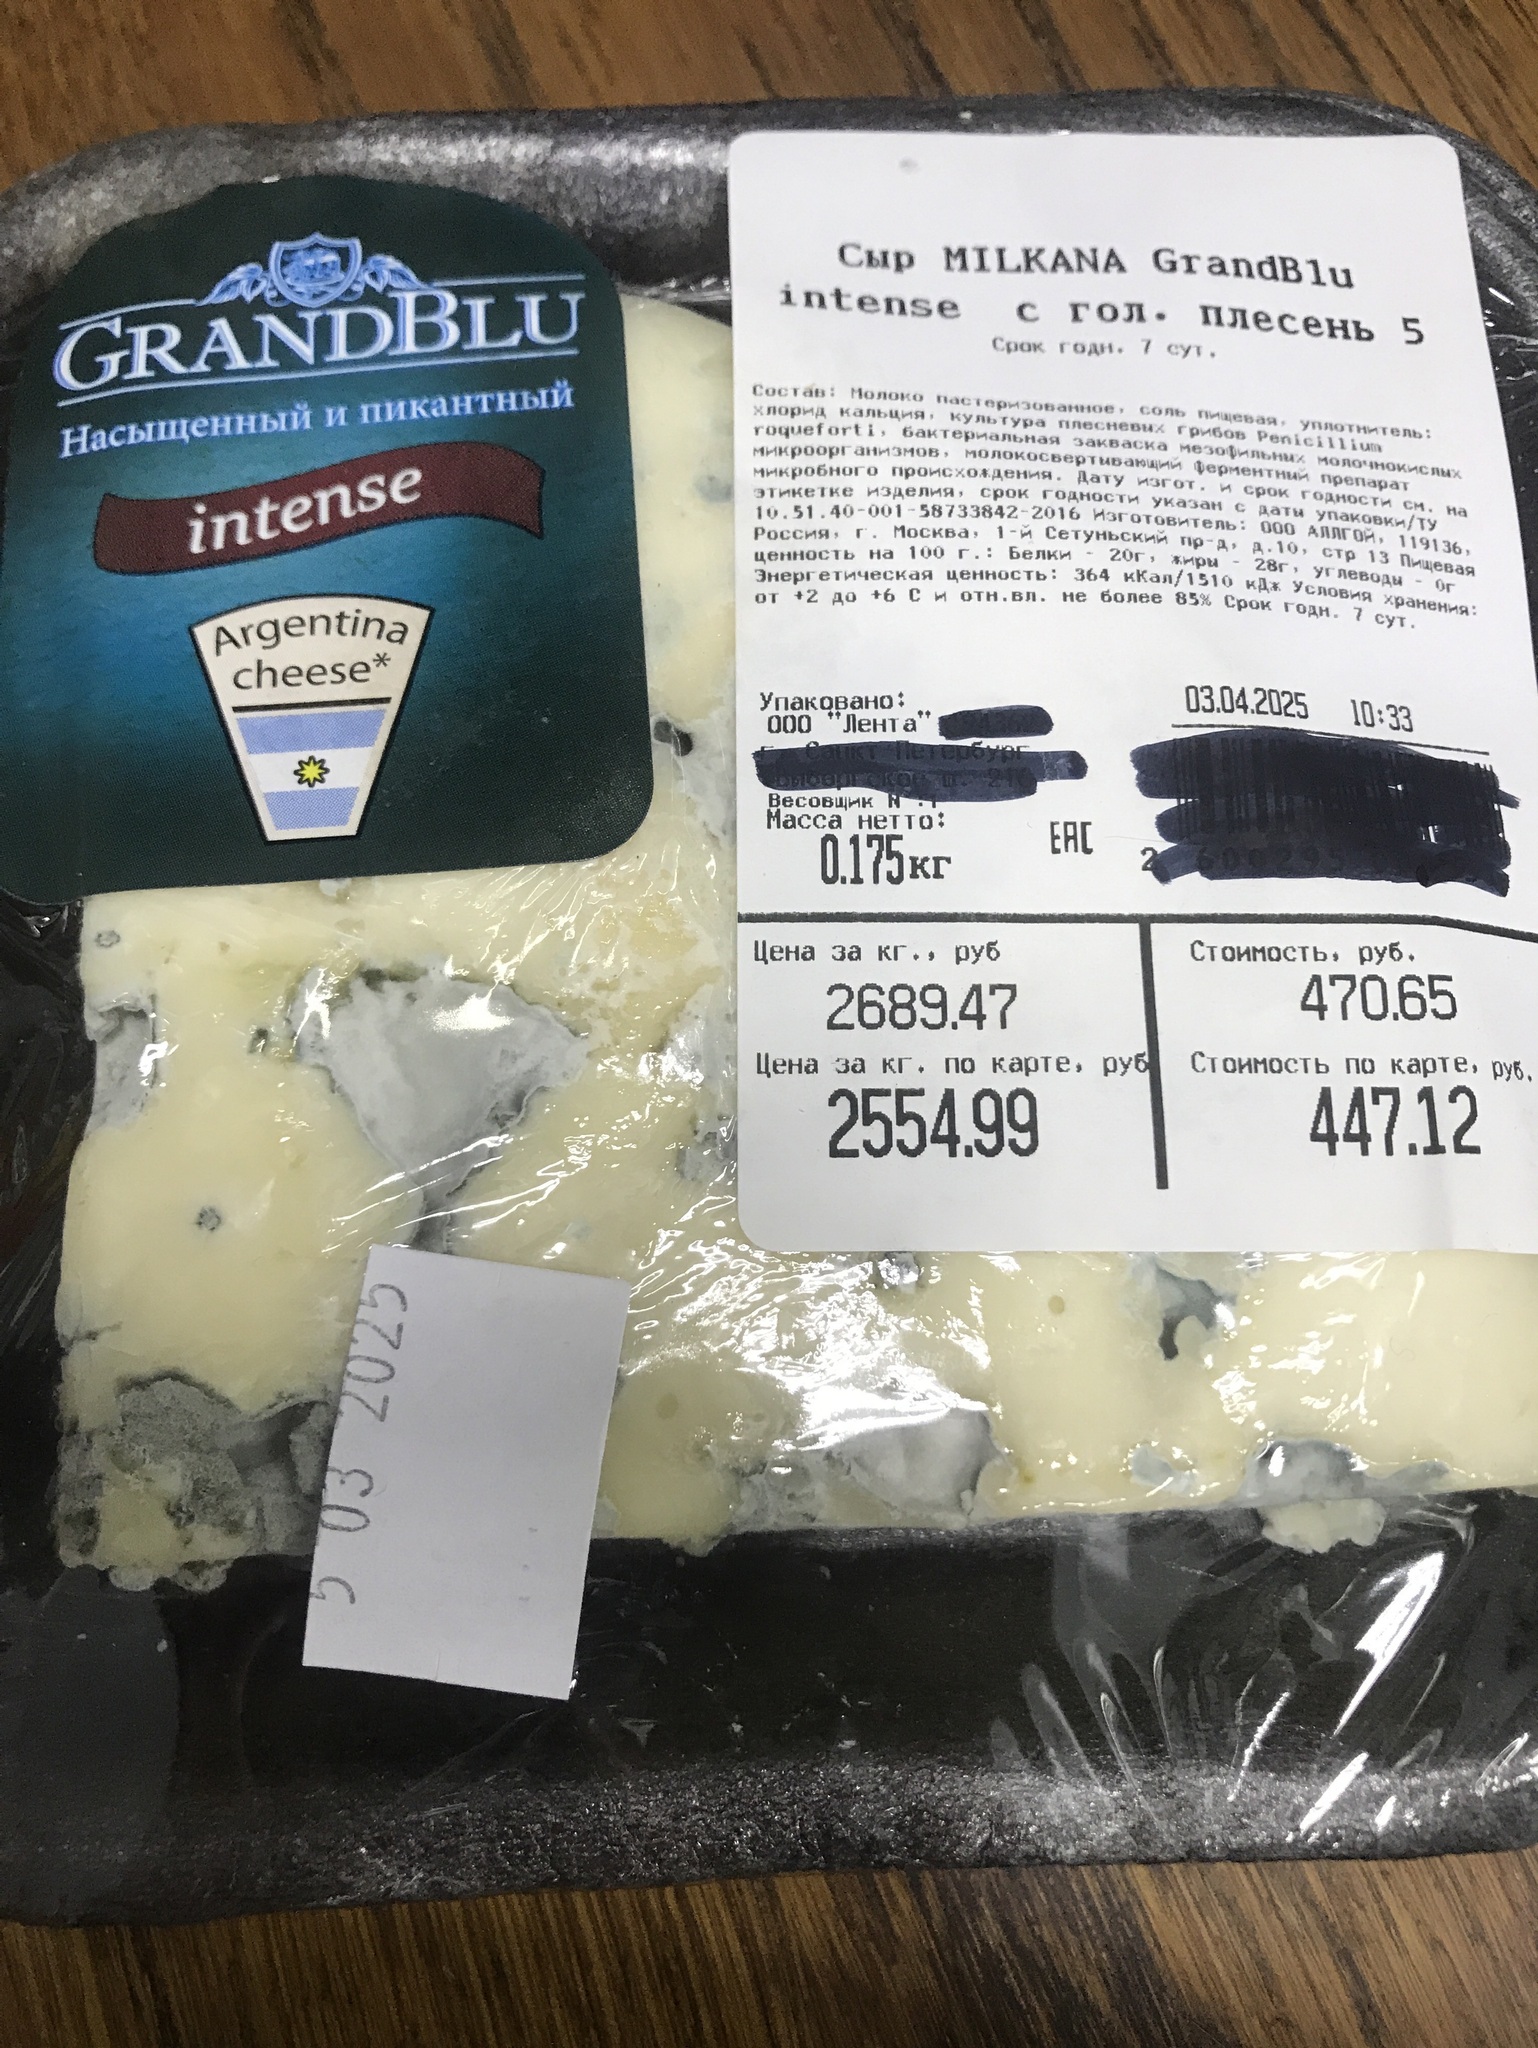 GRANDBLU
Насыщенный и пикантный
intense
Argentina
cheese*
Сыр MILKANA GrandBlu
intense с гол. плесень 5
Срок годн. 7 сут.
Состав: Молоко пастеризованное, соль пищевая, уплотнитель:
хлорид кальция, культура плесневых грибов Penicillium
roqueforti, бактериальная закваска мезофильных молочнокислых
микроорганизмов, молокосвертывающий ферментный препарат
микробного происхождения. Дату изгот. и срок годности см. на
этикетке изделия, срок годности указан с даты упаковки/ТУ
10.51.40-001-58733842-2016 Изготовитель: ООО АЛЛГОЙ, 119136,
Россия, г. Москва, 1-й Сетуньский пр-д, д.10, стр 13 Пищевая
ценность на 100 г.: Белки - 20г, жиры - 28г, углеводы - 0г
Энергетическая ценность: 364 кКал/1510 кДж Условия хранения:
от +2 до +6 С и отн.вл. не более 85% Срок годн. 7 сут.
Упаковано:
ООО "Лента"
г. Санкт-Петербург
03.04.2025 10:33
Весовщик N
Масса нетто:
0.175кг
EAC
Цена за кг., руб
2689.47
Стоимость, руб.
470.65
Цена за кг. по карте, руб
2554.99
Стоимость по карте, руб.
447.12
5 03 2025